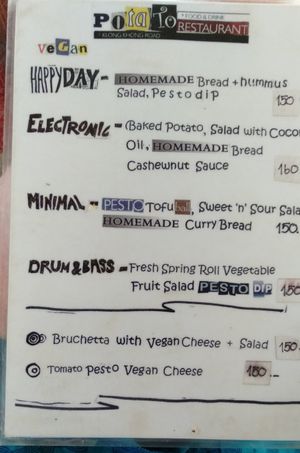 Potato
* FOOD & DRINK
RESTAURANT
KLONG KHONG ROAD
VEGAN
HAPPY DAY - HOMEMADE Bread + hummus
Salad, Pesto dip 150
ELECTRONIC - (Baked Potato, Salad with Coco
Oil, HOMEMADE Bread
Cashewnut Sauce 160
MINIMAL - PESTO Tofu, Sweet 'n' Sour Sala
HOMEMADE Curry Bread 150.
DRUM & BASS - Fresh Spring Roll Vegetable
Fruit Salad PESTO DIP 150
Bruchetta with Vegan Cheese + Salad 150
Tomato Pesto Vegan Cheese 150.-